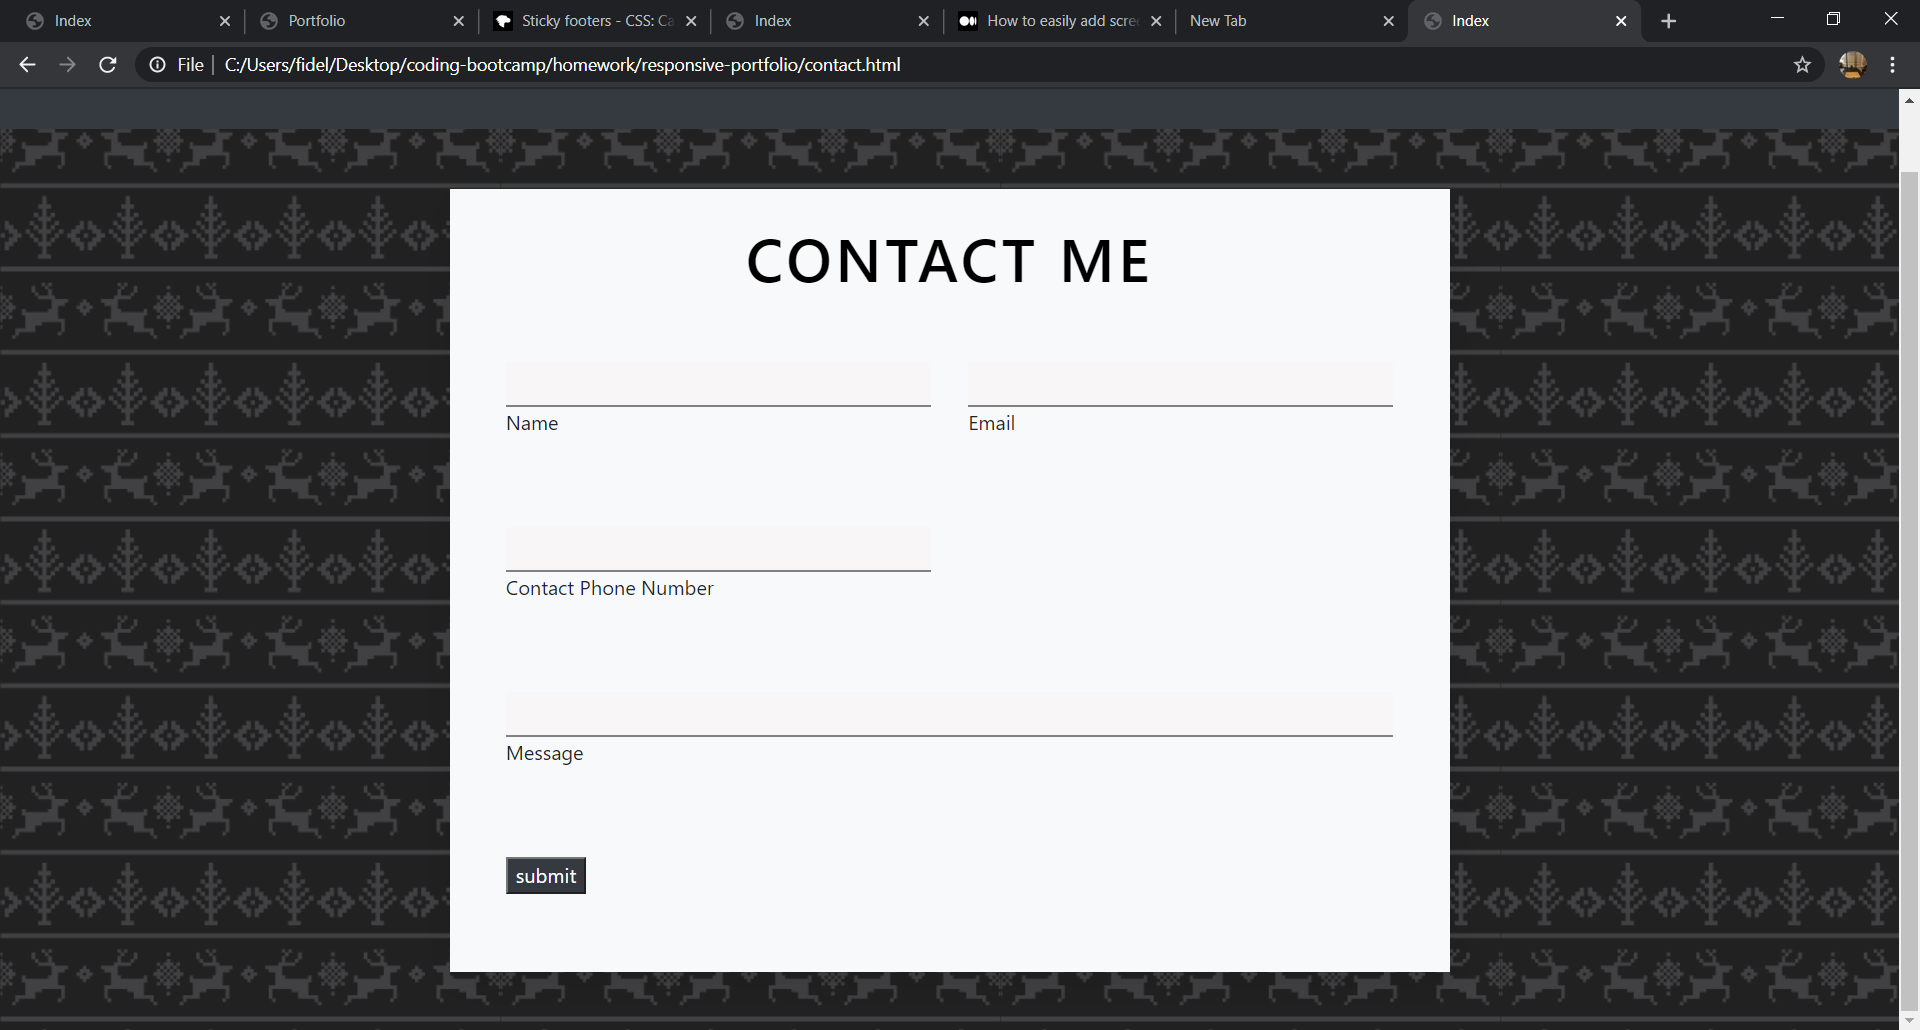 Index
Portfolio
Sticky footers - CSS: Ca
Index
How to easily add scre
New Tab
Index
File
C:/Users/fidel/Desktop/coding-bootcamp/homework/responsive-portfolio/contact.html
CONTACT ME
Name
Email
Contact Phone Number
Message
submit